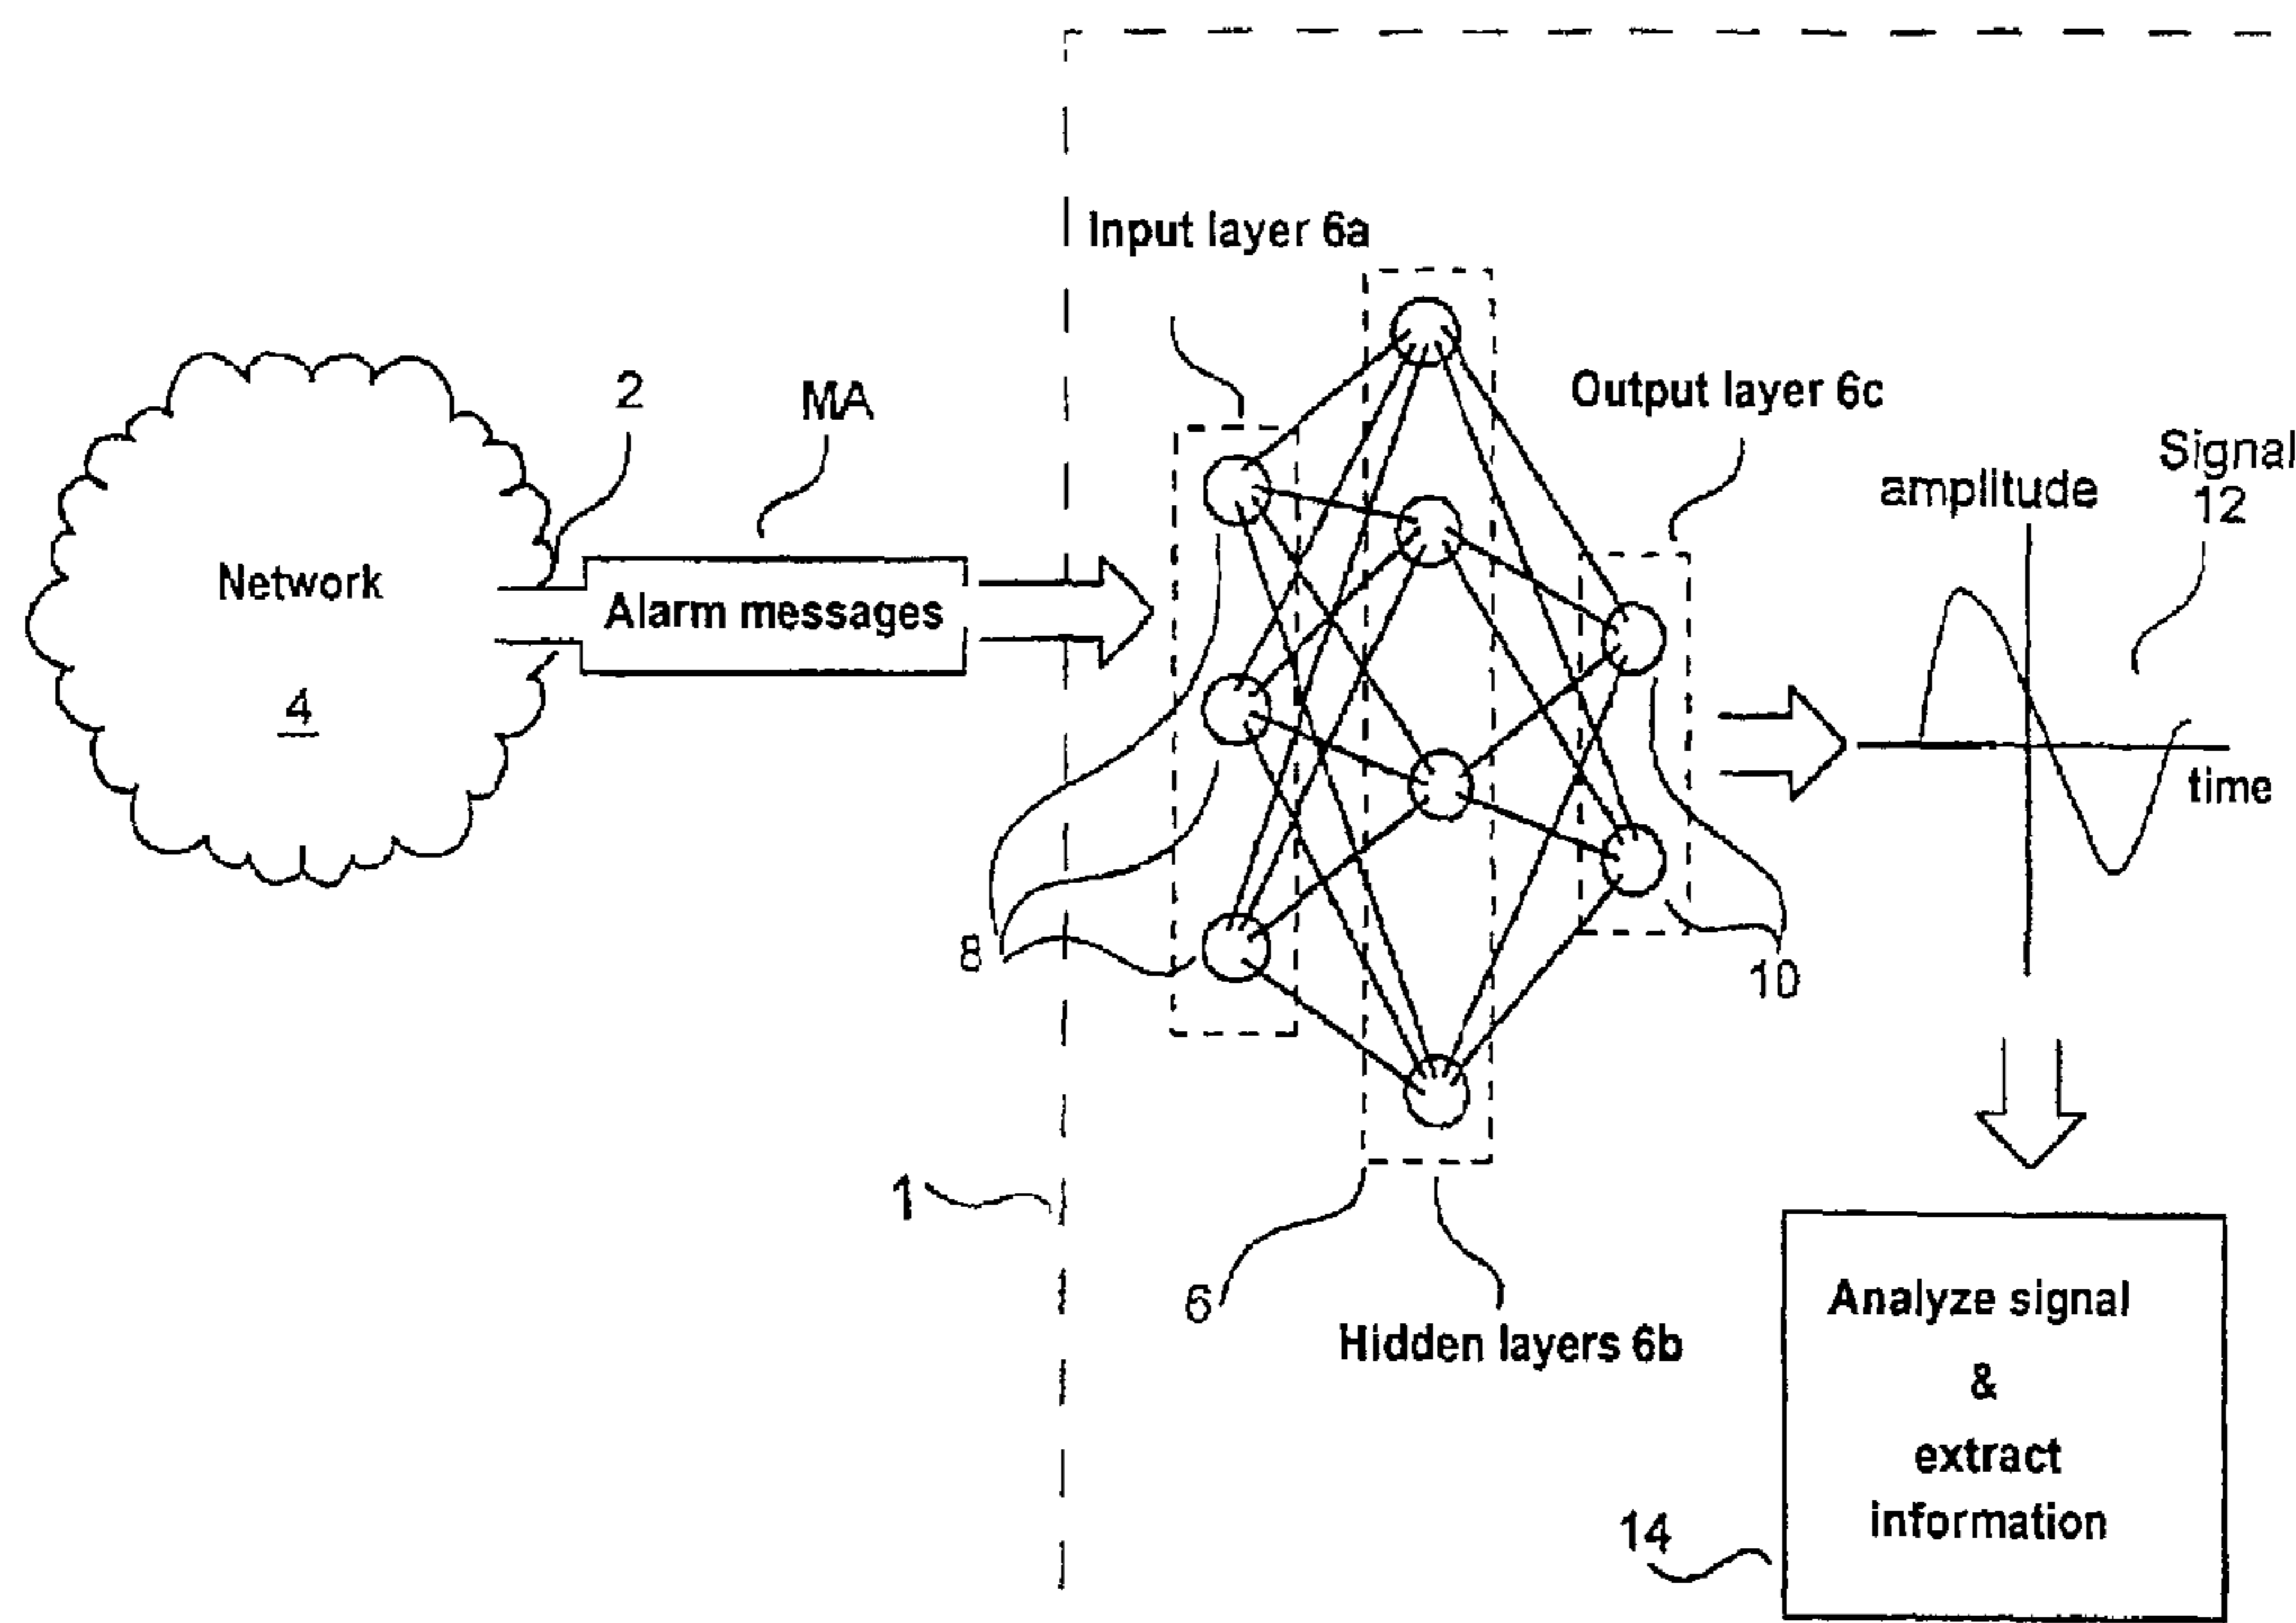 Input layer 6a
Output layer 6c
2
MA
Signal
12
amplitude
Network
4
Alarm messages
time
8
10
1
6
Hidden layers 6b
Analyze signal
&
extract
information
14